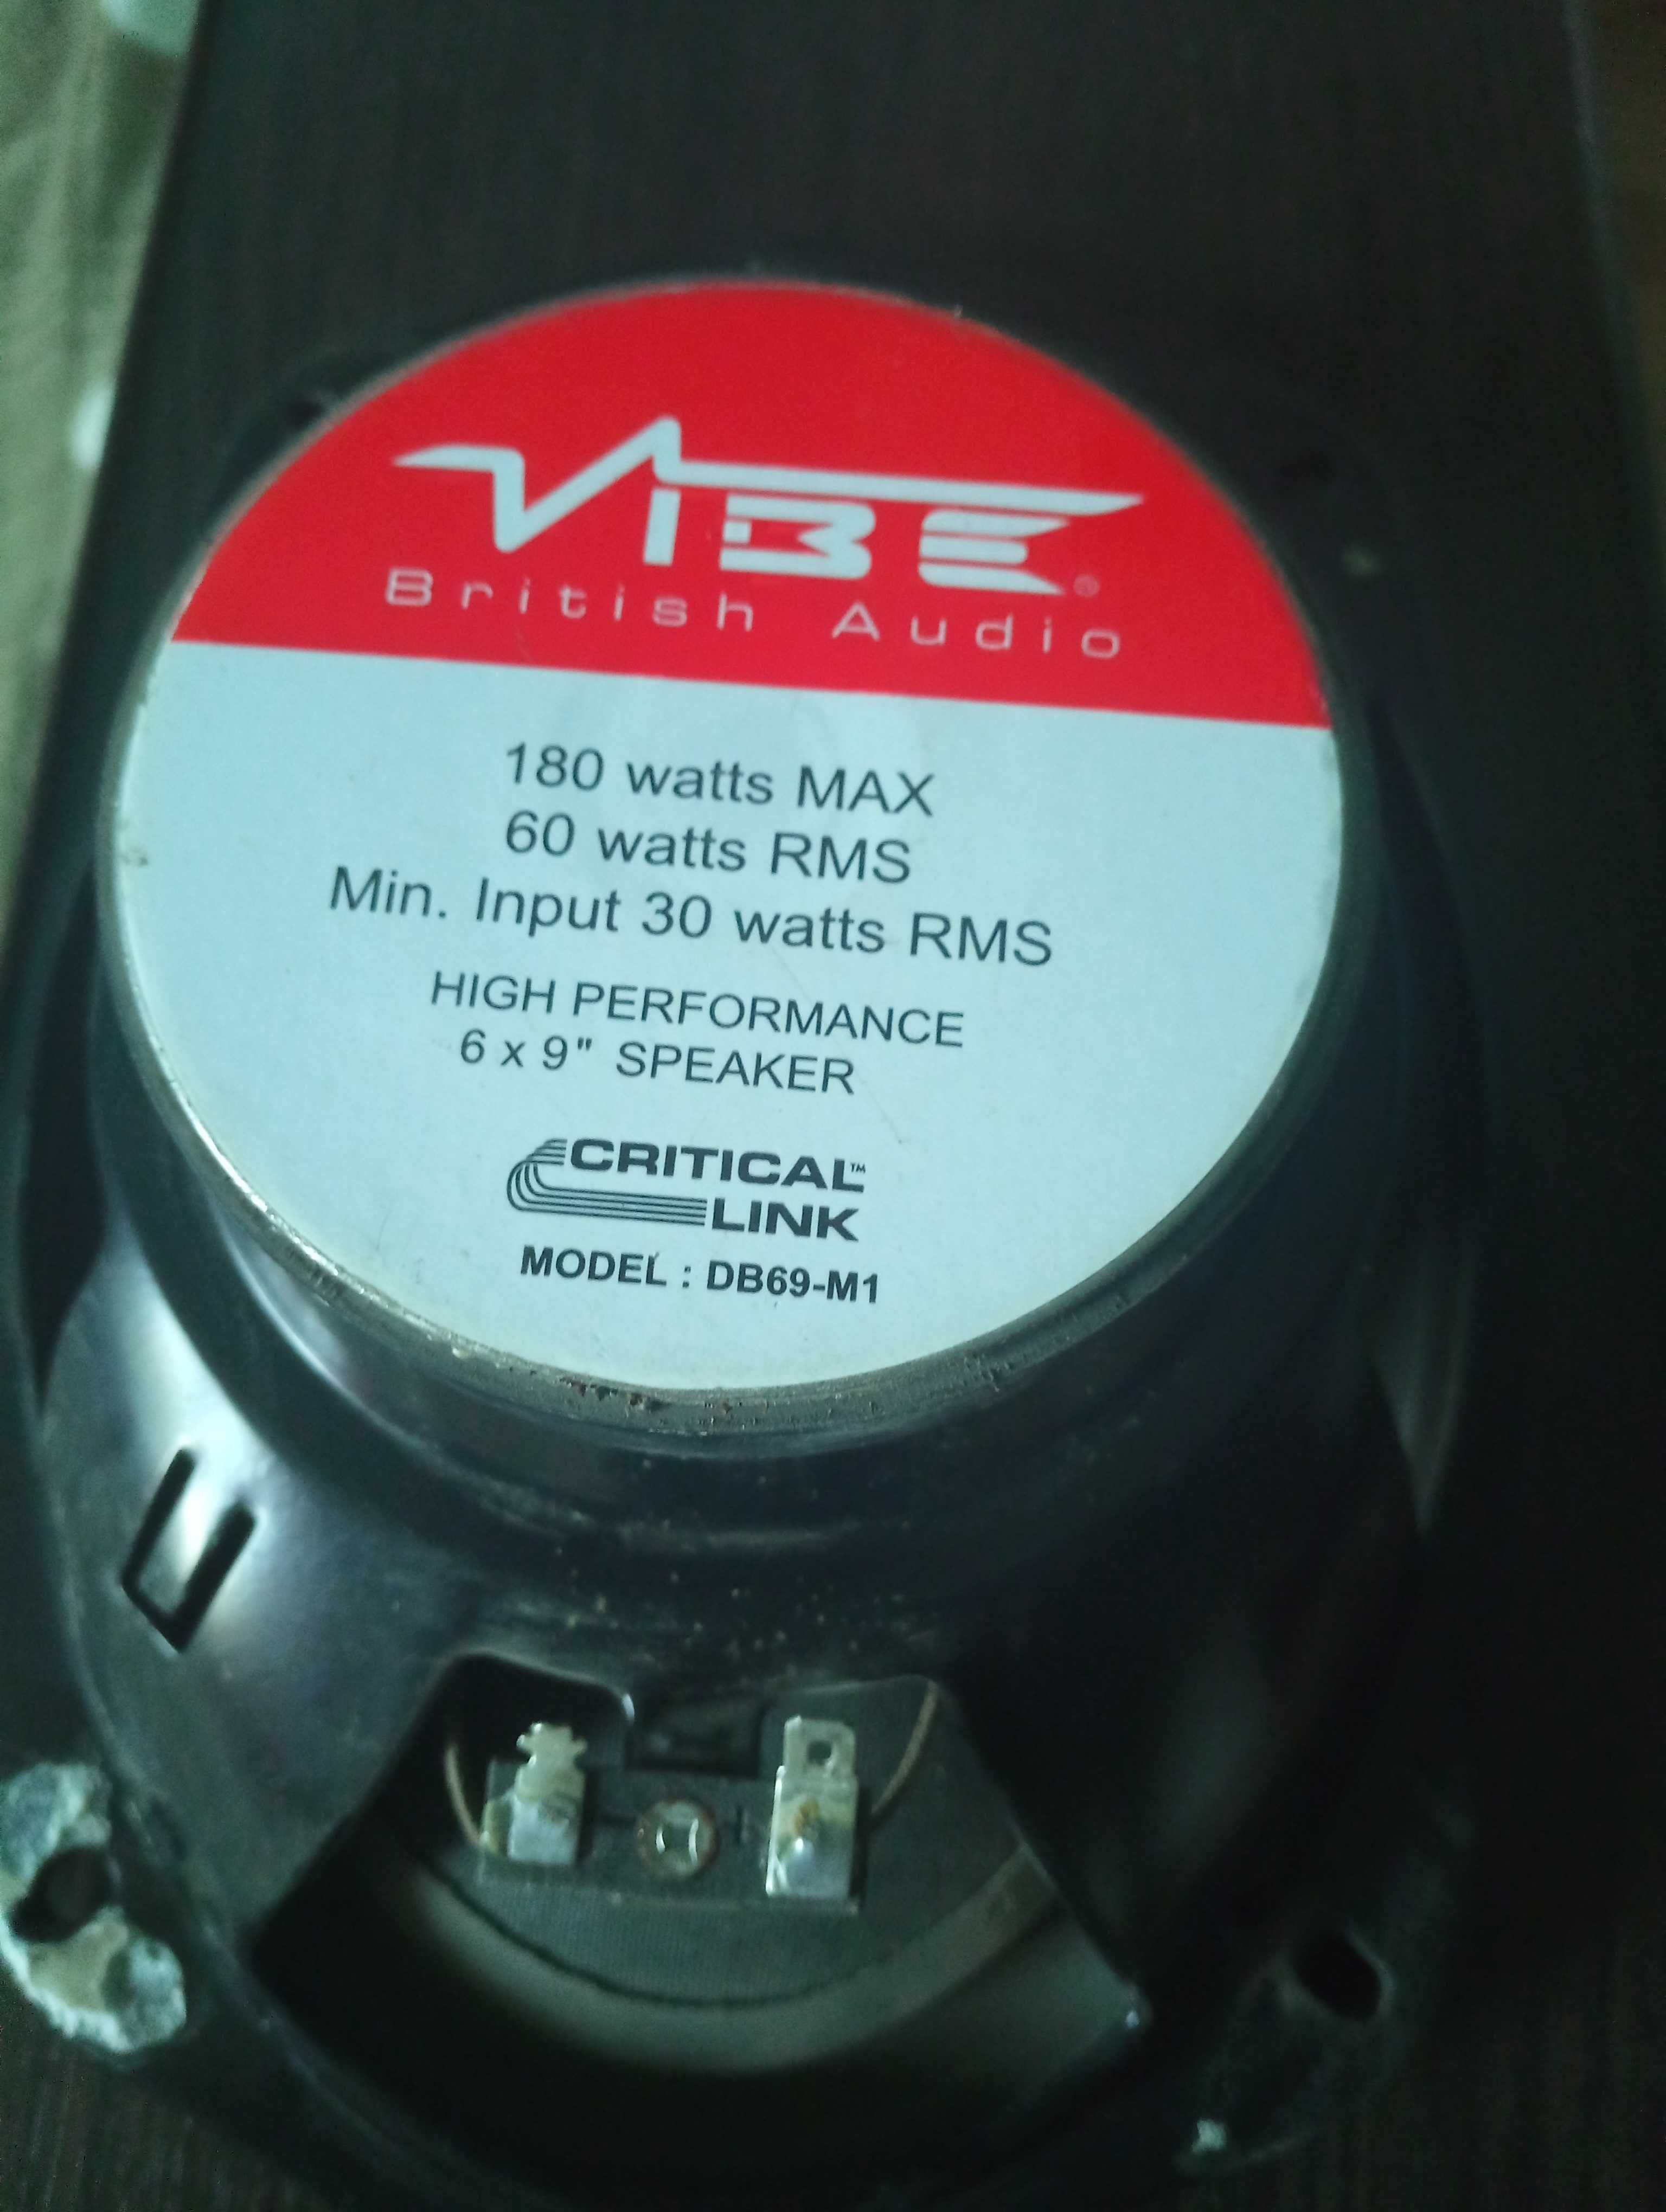 VIBE®
British Audio
180 watts MAX
60 watts RMS
Min. Input 30 watts RMS
HIGH PERFORMANCE
6 x 9" SPEAKER
CRITICAL™
LINK
MODEL : DB69-M1